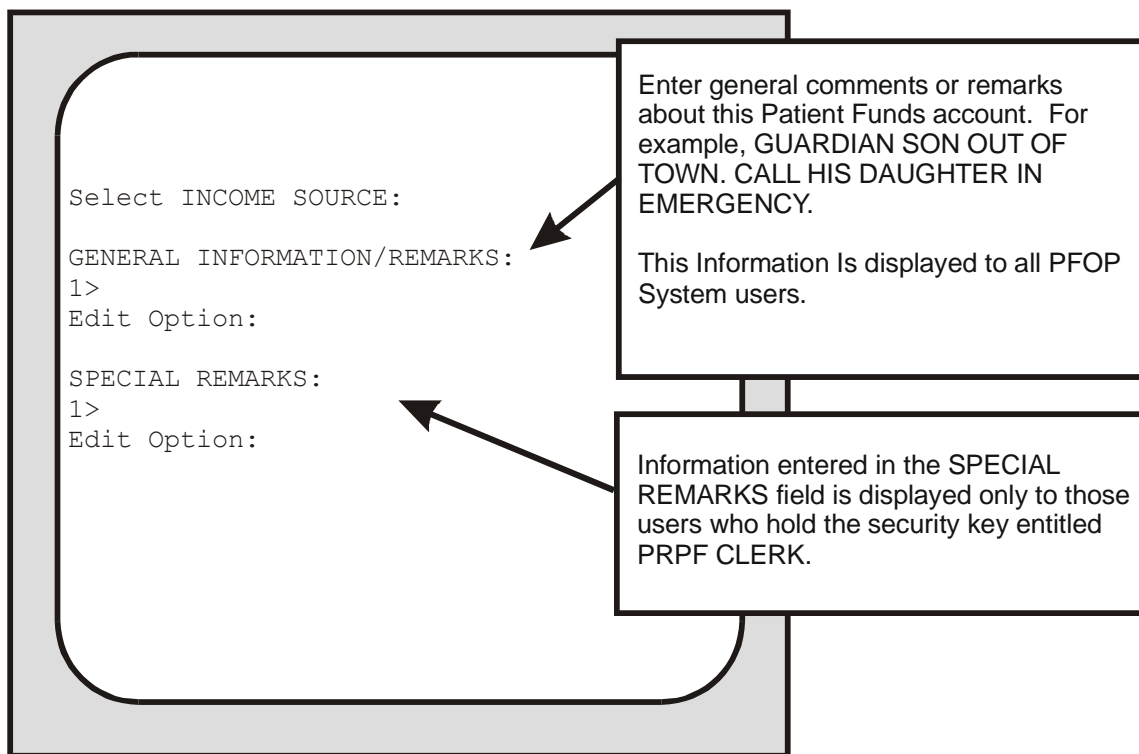 Select INCOME SOURCE:
GENERAL INFORMATION/REMARKS:
1>
Edit Option:
SPECIAL REMARKS:
1>
Edit Option:
Enter general comments or remarks
about this Patient Funds account.  For
example, GUARDIAN SON OUT OF
TOWN. CALL HIS DAUGHTER IN
EMERGENCY.
This Information Is displayed to all PFOP
System users.
Information entered in the SPECIAL
REMARKS field is displayed only to those
users who hold the security key entitled
PRPF CLERK.